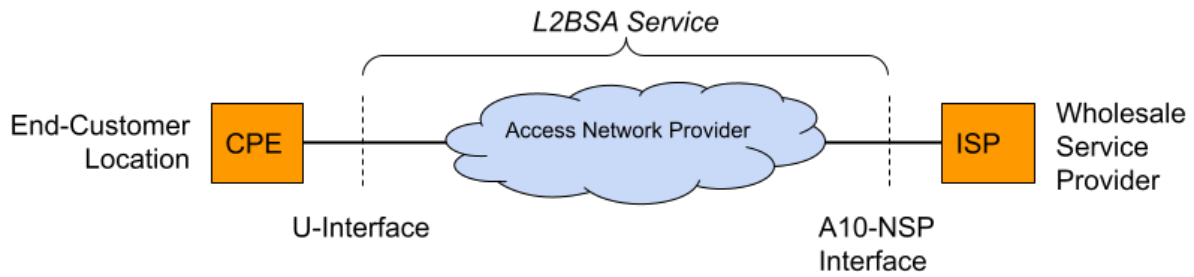 L2BSA Service
End-Customer
Location
CPE
Access Network Provider
ISP
Wholesale
Service
Provider
U-Interface
A10-NSP
Interface